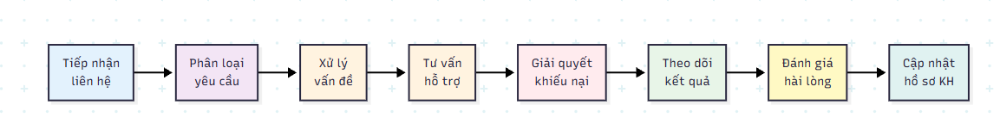 Tiếp nhận
liên hệ
Phân loại
yêu cầu
Xử lý
vấn đề
Tư vấn
hỗ trợ
Giải quyết
khiếu nại
Theo dõi
kết quả
Đánh giá
hài lòng
Cập nhật
hồ sơ KH